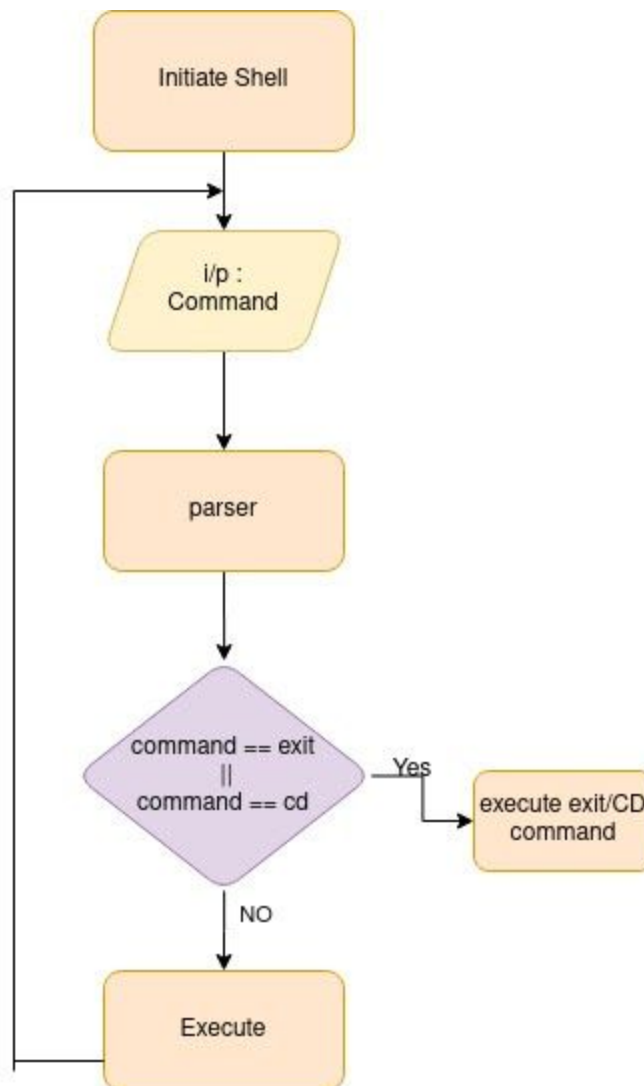 Initiate Shell
i/p :
Command
parser
command == exit
||
command == cd
Yes
execute exit/CD
command
NO
Execute